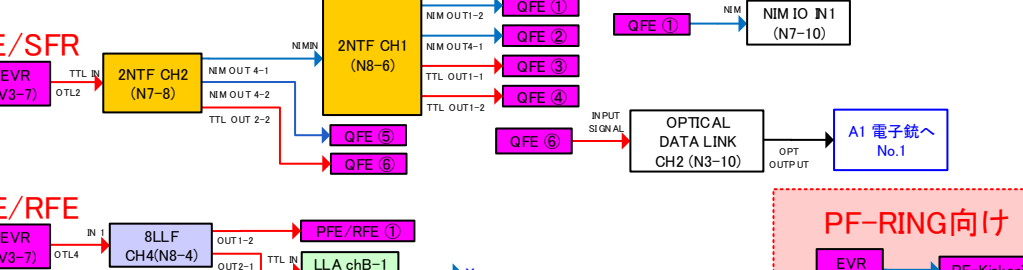 E/SFR
EVR
V3-7)
OTL2
TTL IN
2NTF CH2
(N7-8)
NIM OUT 4-1
NIM OUT 4-2
TTL OUT 2-2
NIMIN
2NTF CH1
(N8-6)
NIM OUT1-2
NIM OUT4-1
TTL OUT1-1
TTL OUT1-2
QFE ①
QFE ②
QFE ③
QFE ④
QFE ⑤
QFE ⑥
QFE ①
NIM
NIM IO IN1
(N7-10)
QFE ⑥
INPUT
SIGNAL
OPTICAL
DATA LINK
CH2 (N3-10)
OPT
OUTPUT
A1 電子銃へ
No.1
E/RFE
EVR
V3-7)
OTL4
IN 1
8LLF
CH4(N8-4)
OUT1-2
OUT2-1
PFE/RFE ①
TTL IN
LLA chB-1
PF-RING向け
EVR
PF-Kicker